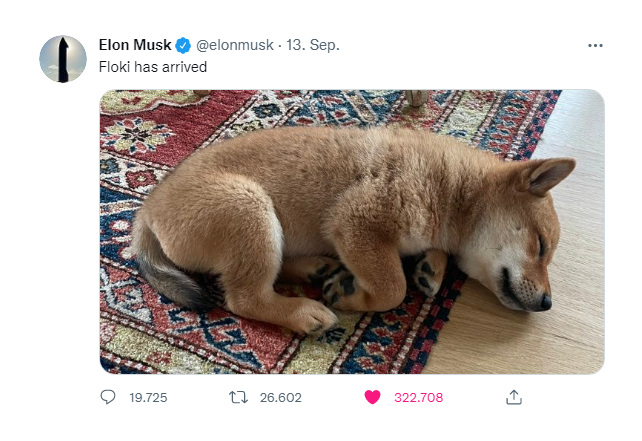 Elon Musk @elonmusk · 13. Sep.
Floki has arrived
19.725 26.602 322.708